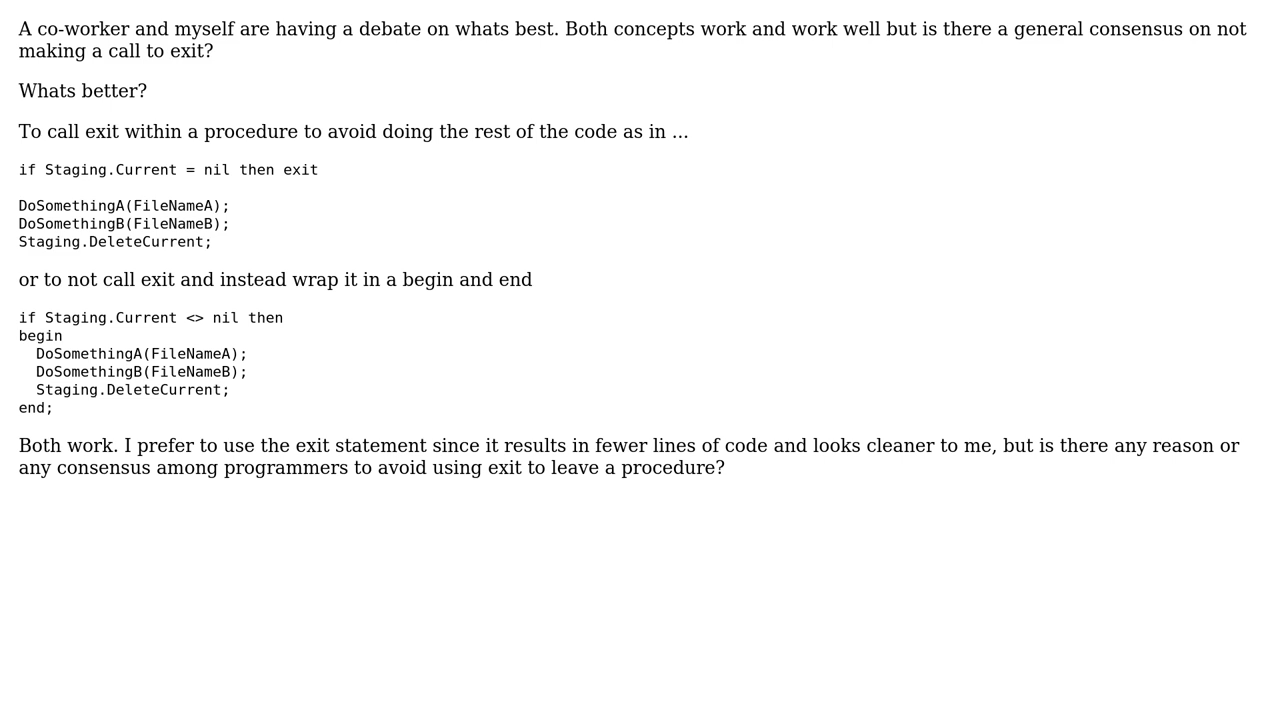 A co-worker and myself are having a debate on whats best. Both concepts work and work well but is there a general consensus on not
making a call to exit?
Whats better?
To call exit within a procedure to avoid doing the rest of the code as in ...
if Staging.Current = nil then exit
DoSomethingA(FileNameA);
DoSomethingB(FileNameB);
Staging.DeleteCurrent;
or to not call exit and instead wrap it in a begin and end
if Staging.Current <> nil then
begin
  DoSomethingA(FileNameA);
  DoSomethingB(FileNameB);
  Staging.DeleteCurrent;
end;
Both work. I prefer to use the exit statement since it results in fewer lines of code and looks cleaner to me, but is there any reason or
any consensus among programmers to avoid using exit to leave a procedure?